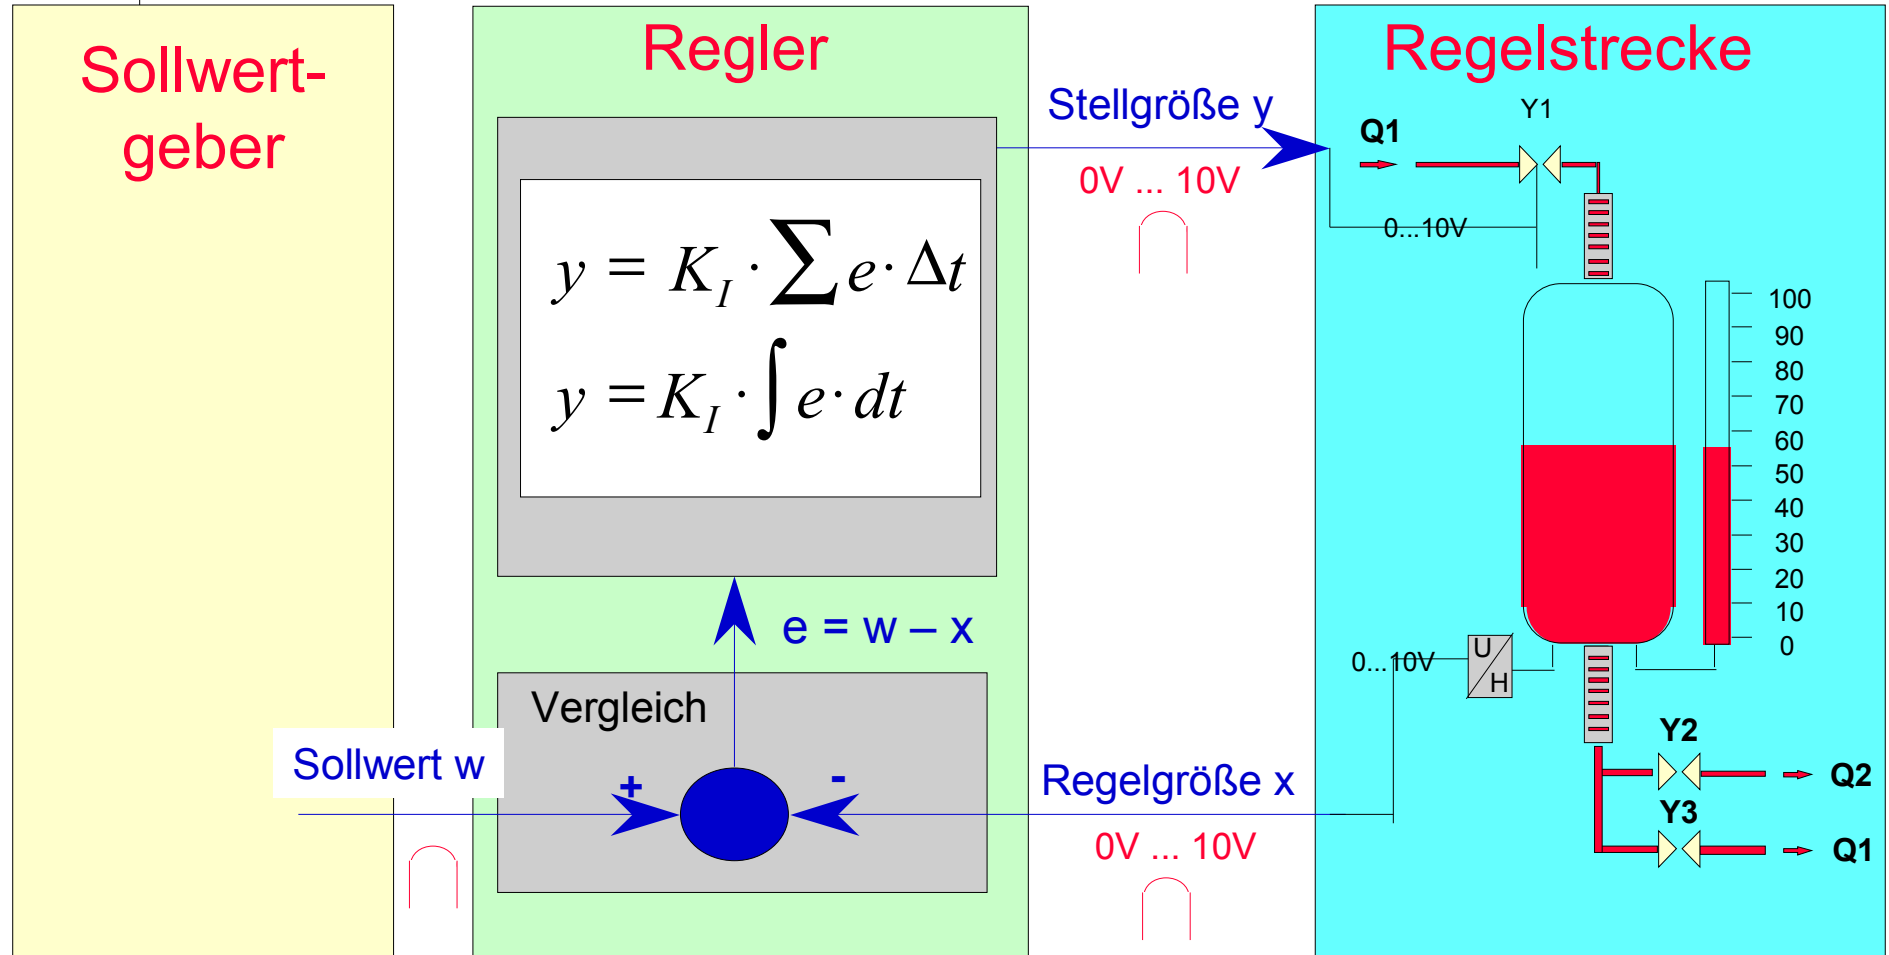 Sollwert-
geber
Regler
y = K_I · ∑ e · Δt
y = K_I · ∫ e · dt
e = w – x
Vergleich
Sollwert w
+
-
Stellgröße y
0V ... 10V
Regelgröße x
0V ... 10V
Regelstrecke
Y1
Q1
0...10V
100
90
80
70
60
50
40
30
20
10
0
0...10V
U
H
Y2
Q2
Y3
Q1